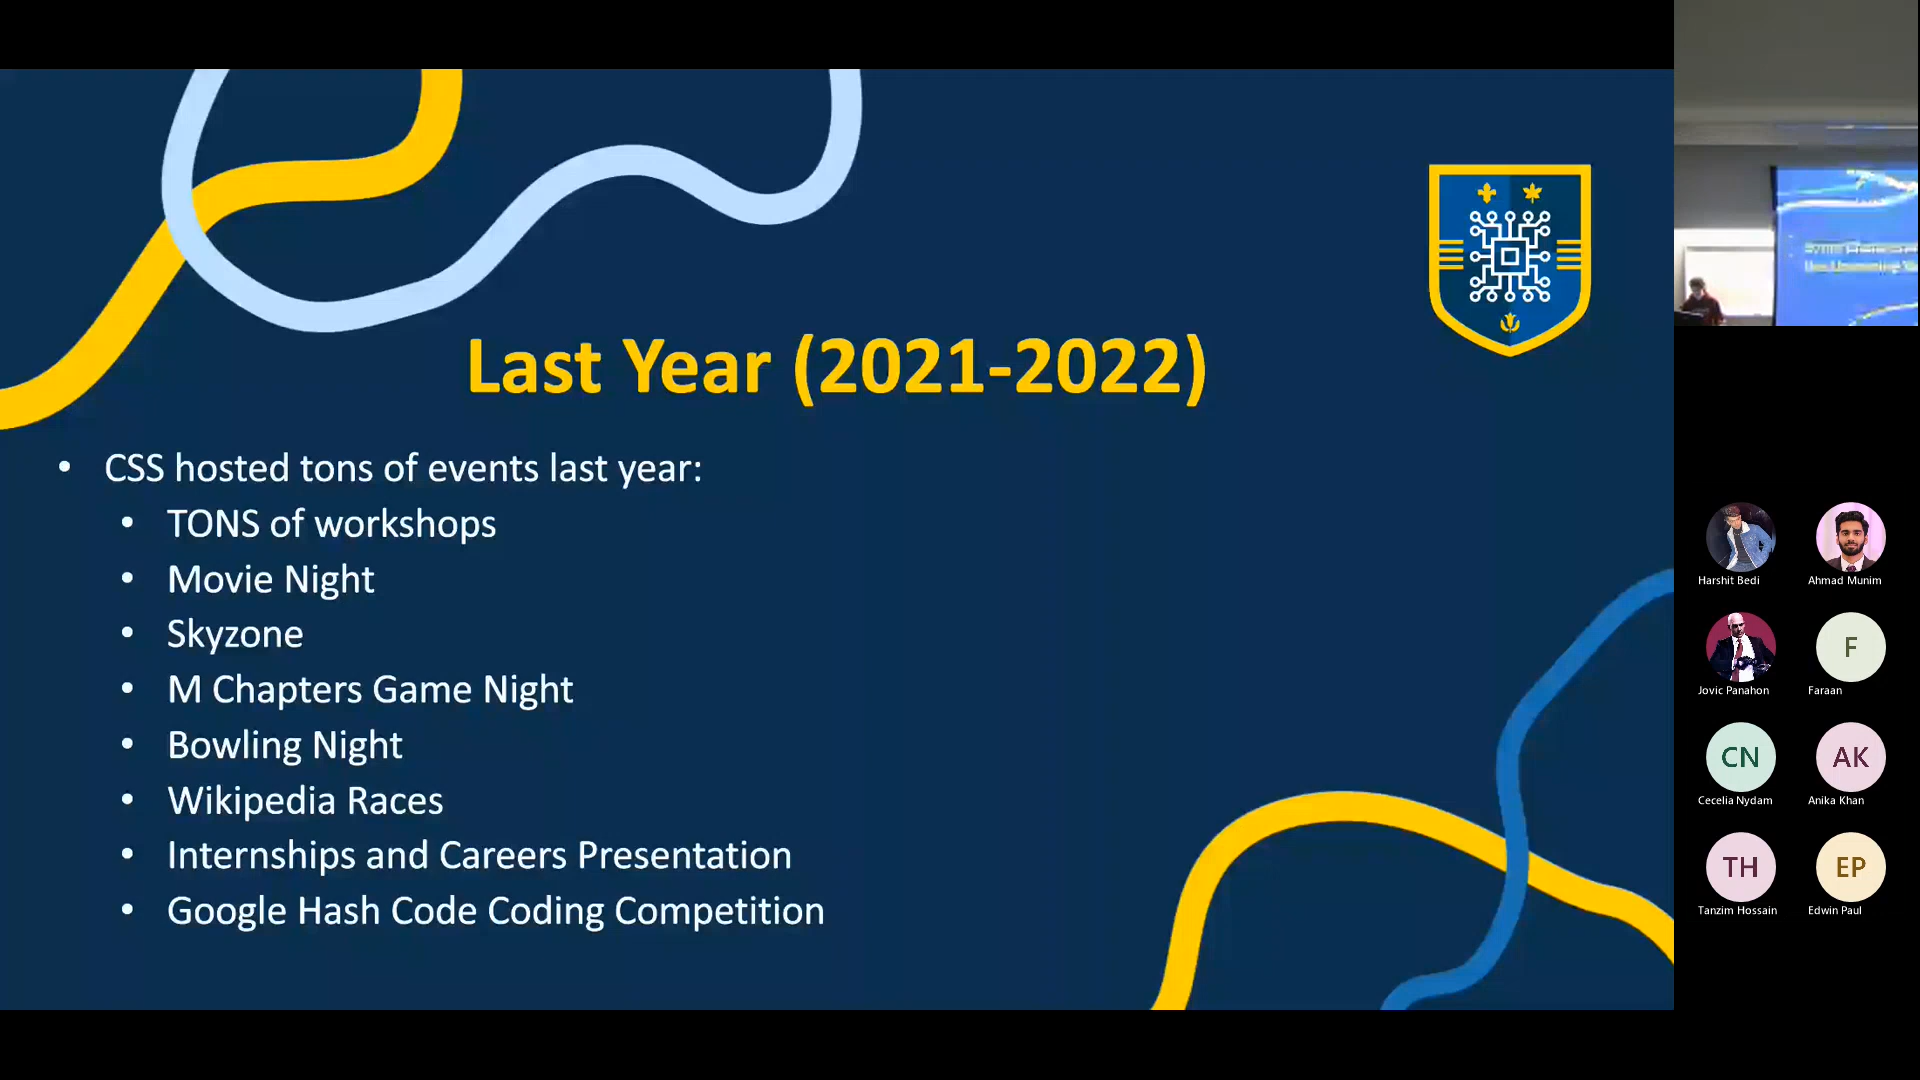 Last Year (2021-2022)
• CSS hosted tons of events last year:
• TONS of workshops
• Movie Night
• Skyzone
• M Chapters Game Night
• Bowling Night
• Wikipedia Races
• Internships and Careers Presentation
• Google Hash Code Coding Competition
Harshit Bedi
Ahmad Munim
Jovic Panahon
F
Faraan
CN
Cecelia Nydam
AK
Anika Khan
TH
Tanzim Hossain
EP
Edwin Paul